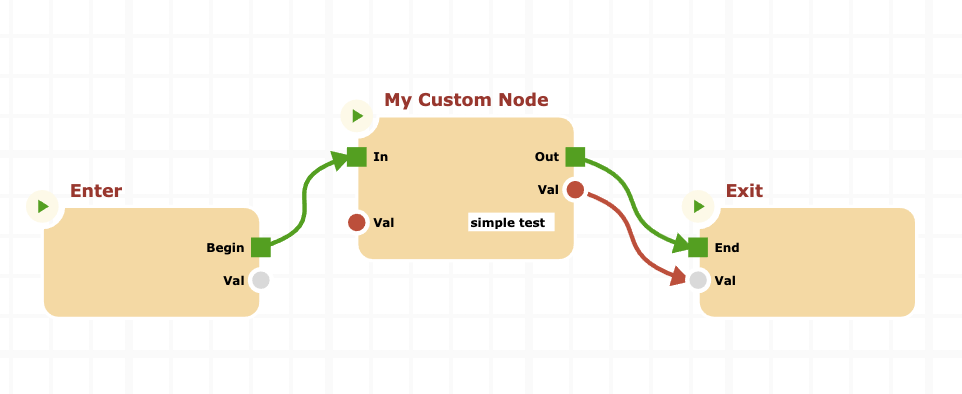 Enter
Begin
Val
My Custom Node
In
Out
Val
Val
simple test
Exit
End
Val